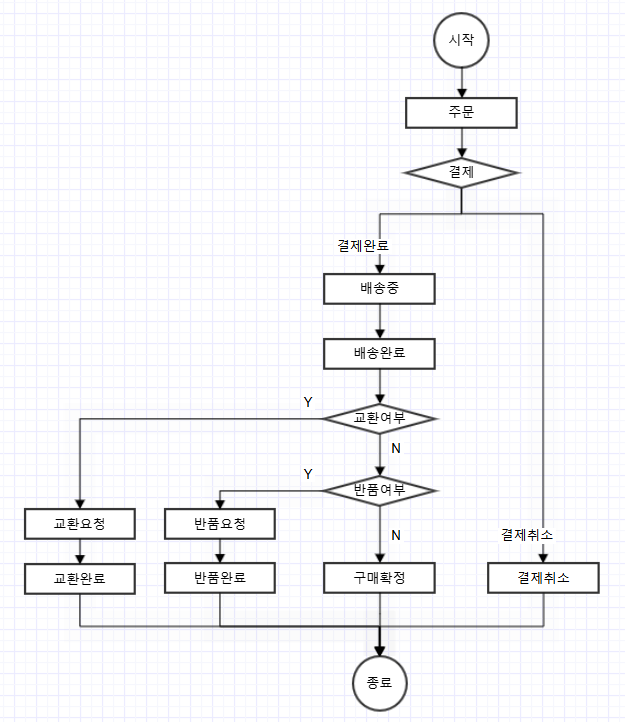 시작
주문
결제
결제완료
배송중
배송완료
Y
교환여부
N
Y
반품여부
교환요청
반품요청
N
결제취소
교환완료
반품완료
구매확정
결제취소
종료